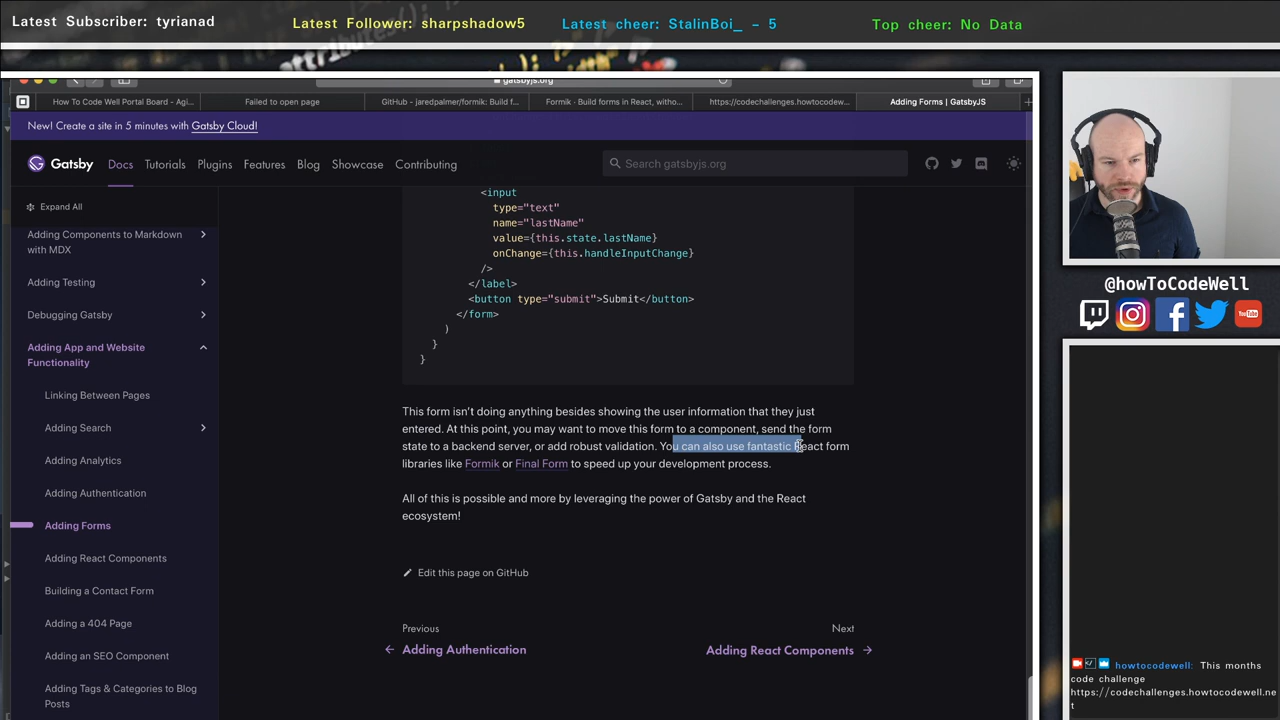 Latest Subscriber: tyrianad
Latest Follower: sharpshadow5
Latest cheer: StalinBoi_ - 5
Top cheer: No Data
gatsbyjs.org
How To Code Well Portal Board - Agi...
Failed to open page
GitHub - jaredpalmer/formik: Build f...
Formik · Build forms in React, witho...
https://codechallenges.howtocodew...
Adding Forms | GatsbyJS
New! Create a site in 5 minutes with Gatsby Cloud!
Gatsby
Docs
Tutorials
Plugins
Features
Blog
Showcase
Contributing
Search gatsbyjs.org
Expand All
Adding Components to Markdown
with MDX
Adding Testing
Debugging Gatsby
Adding App and Website
Functionality
Linking Between Pages
Adding Search
Adding Analytics
Adding Authentication
Adding Forms
Adding React Components
Building a Contact Form
Adding a 404 Page
Adding an SEO Component
Adding Tags & Categories to Blog
Posts
<input
type="text"
name="lastName"
value={this.state.lastName}
onChange={this.handleInputChange}
/>
</label>
<button type="submit">Submit</button>
</form>
)
}
}
This form isn't doing anything besides showing the user information that they just
entered. At this point, you may want to move this form to a component, send the form
state to a backend server, or add robust validation. You can also use fantastic React form
libraries like Formik or Final Form to speed up your development process.
All of this is possible and more by leveraging the power of Gatsby and the React
ecosystem!
Edit this page on GitHub
Previous
← Adding Authentication
Next
Adding React Components →
@howToCodeWell
You Tube
howtocodewell: This months
code challenge
https://codechallenges.howtocodewell.ne
t